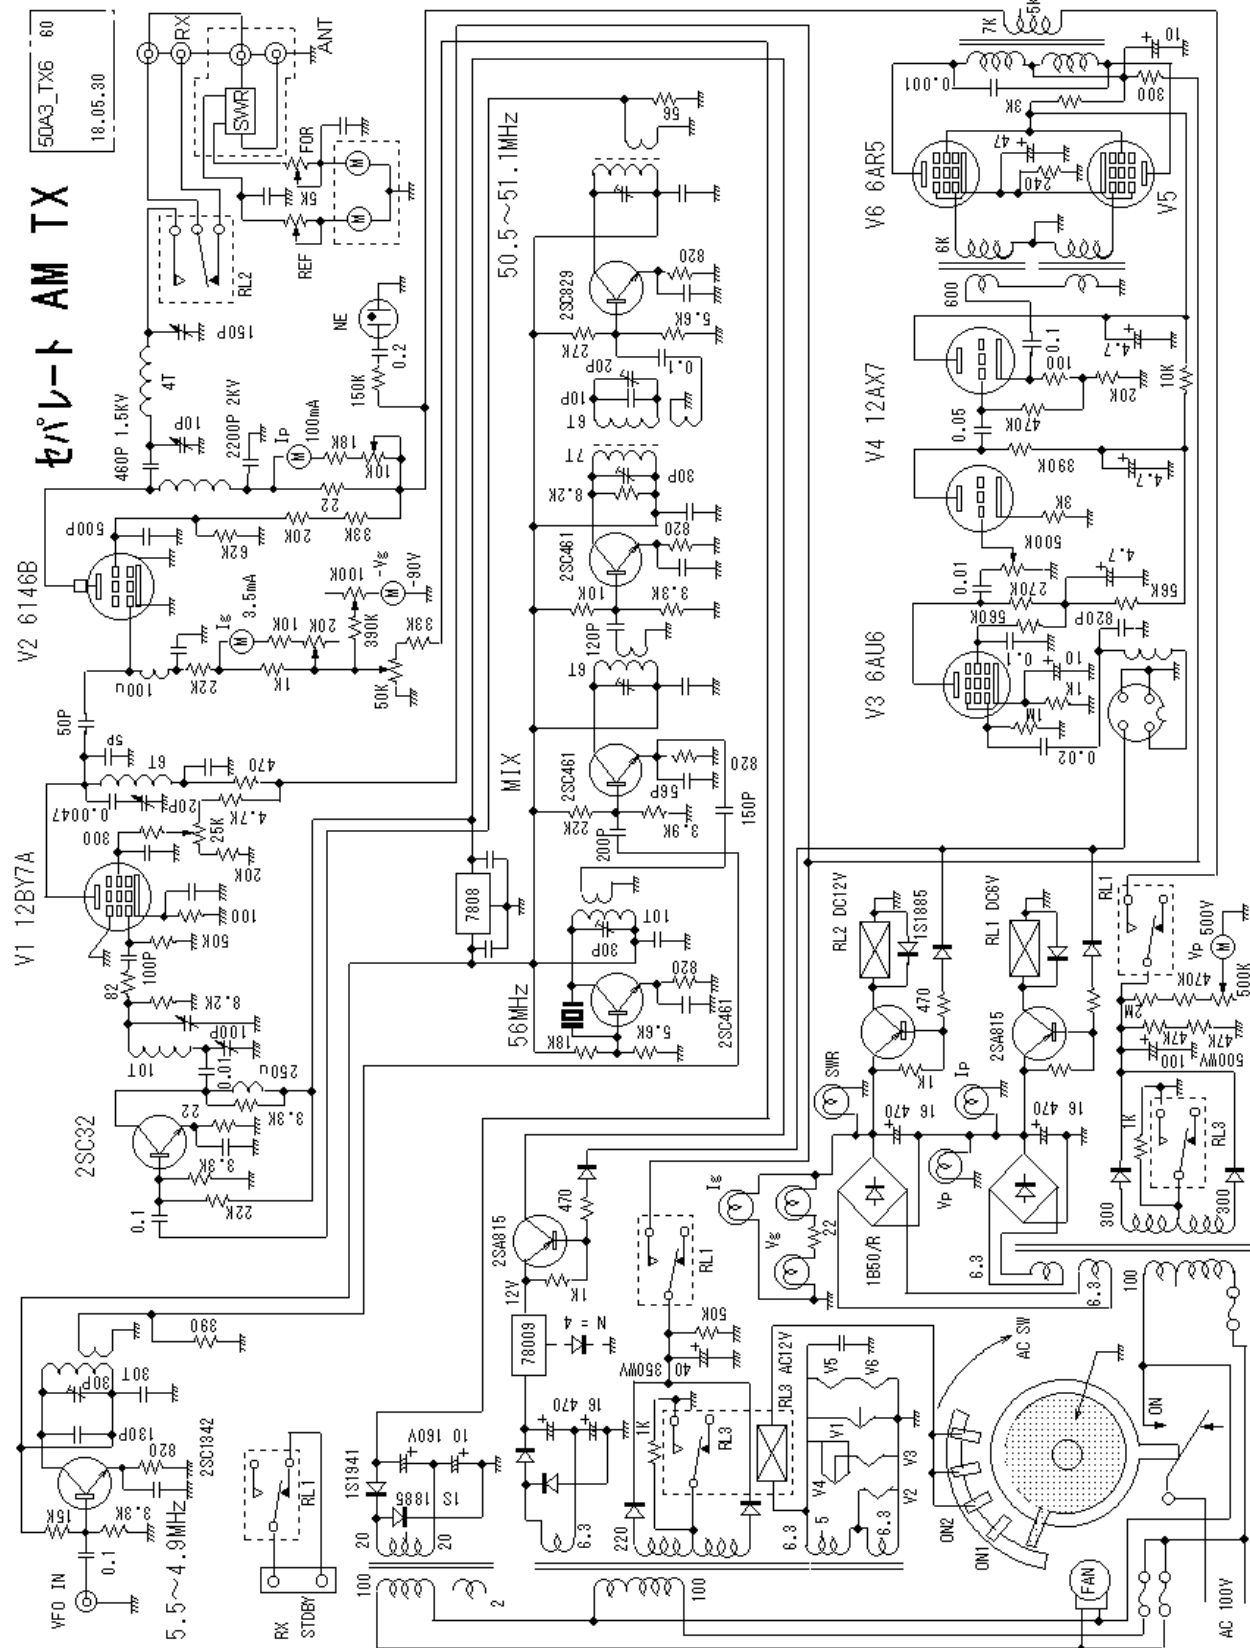 50A3_TX6 60
18.05.30
セパレート AM TX
RX
ANT
SWR
FOR
5K
REF
RL2
150P
4T
10P
460P 1.5KV
2200P 2KV
Ip
100mA
18K
10K
22
33K
20K
62K
500P
150K
0.2
NE
V2 6146B
100u
22K
Ig
3.5mA
10K
20K
1K
100K
Vg
-90V
390K
33K
50K
50P
5P
6T
470
0.0047
20P
4.7K
300
25K
20K
V1 12BY7A
100
50K
100P
82
8.2K
100P
10T
0.01
250u
3.3K
2SC32
22
3.3K
22K
0.1
VFO IN
5.5～4.9MHz
0.1
15K
3.3K
820
2SC1342
130P
30P
30T
390
RX
STDBY
RL1
56MHz
18K
5.6K
820
2SC461
30P
10T
7808
MIX
200P
22K
3.9K
2SC461
56P
820
150P
6T
120P
10K
3.3K
2SC461
820
8.2K
30P
7T
6T
10P
20P
0.1
27K
5.6K
2SC829
820
50.5～51.1MHz
56
V3 6AU6
0.02
1M
1K
10
0.1
560K
270K
0.01
4.7
56K
820P
500K
3K
390K
4.7
V4 12AX7
0.05
470K
100
0.1
20K
4.7
10K
600
6K
V6 6AR5
V5
240
47
3K
0.001
300
10
7K
5K
1S1941
1S
1885
10 160V
20
20
100
2
12V
2SA815
470
1K
78009
N = 4
16 470
6.3
220
1K
RL3
350WV
40
50K
RL1
RL3 AC12V
6.3
5
6.3
V5
V6
V1
V4
V3
V2
100
Ig
Vg
22
SWR
1B50/R
16 470
1K
470
RL2 DC12V
1S1885
2SA815
RL1 DC6V
Ip
Vp
16 470
6.3
6.3
100
300
300
1K
RL3
500WV
100
47K
47K
2M
470K
500K
Vp 500V
RL1
AC SW
ON
ON1
ON2
FAN
AC 100V